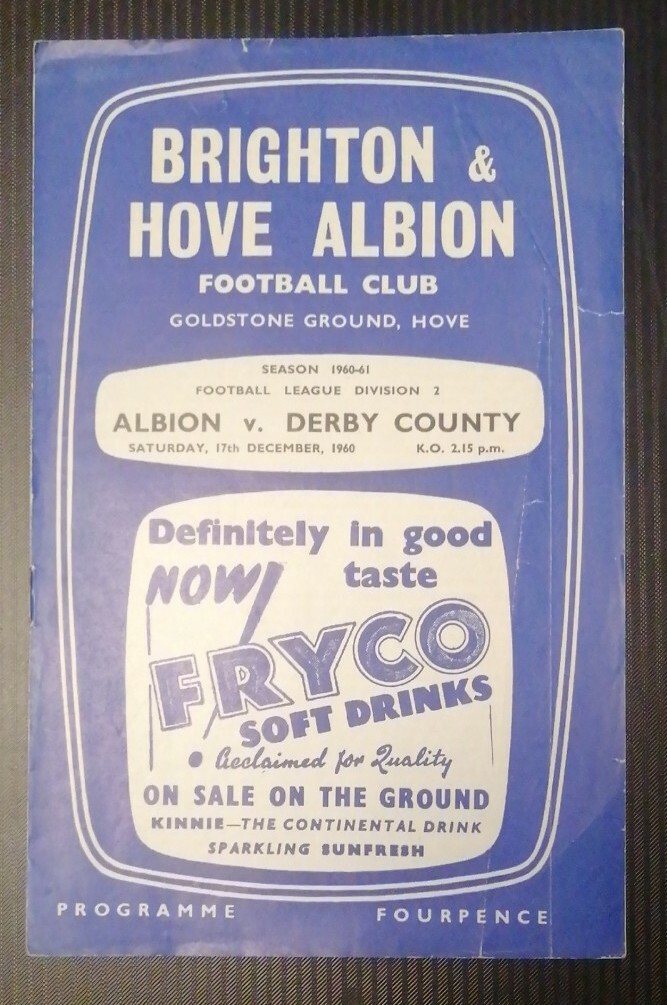 BRIGHTON &
HOVE ALBION
FOOTBALL CLUB
GOLDSTONE GROUND, HOVE
SEASON 1960-61
FOOTBALL LEAGUE DIVISION 2
ALBION v. DERBY COUNTY
SATURDAY, 17th DECEMBER, 1960 K.O. 2.15 p.m.
Definitely in good
NOW! taste
FRYCO
SOFT DRINKS
• Acclaimed for Quality
ON SALE ON THE GROUND
KINNIE—THE CONTINENTAL DRINK
SPARKLING SUNFRESH
PROGRAMME FOURPENCE